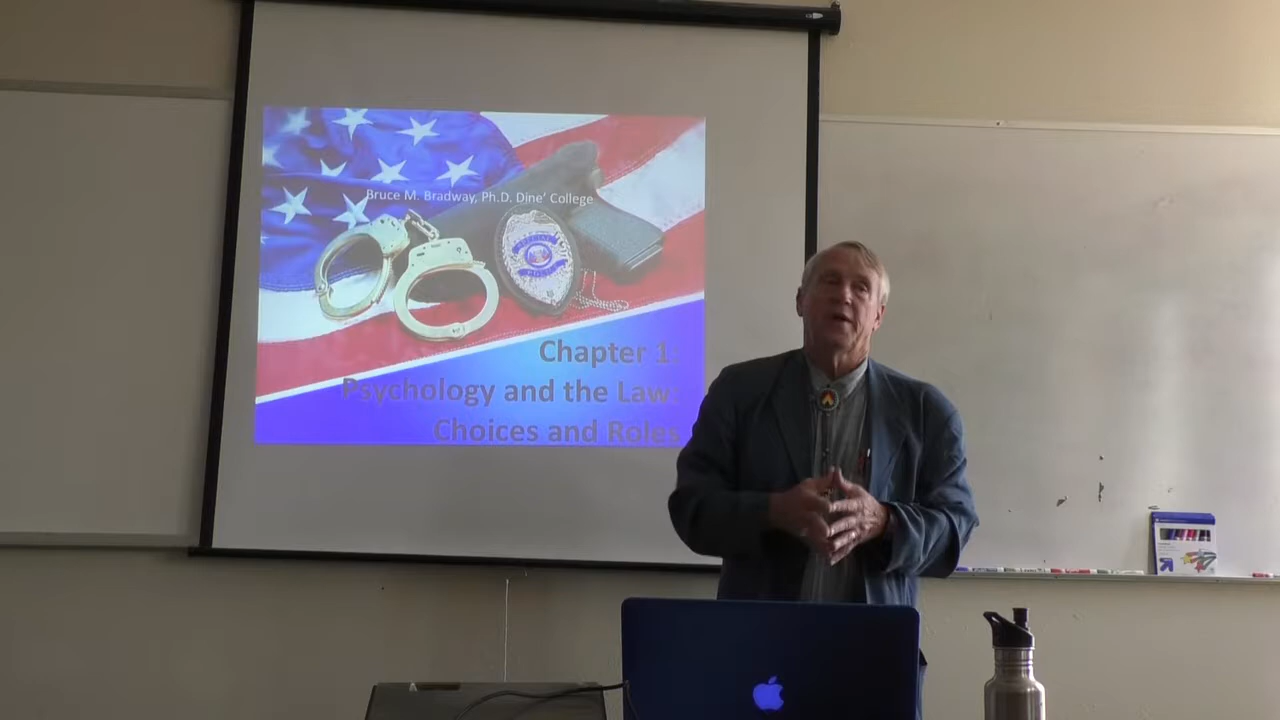 Bruce M. Bradway, Ph.D. Dine’ College
Chapter 1:
Psychology and the Law:
Choices and Roles